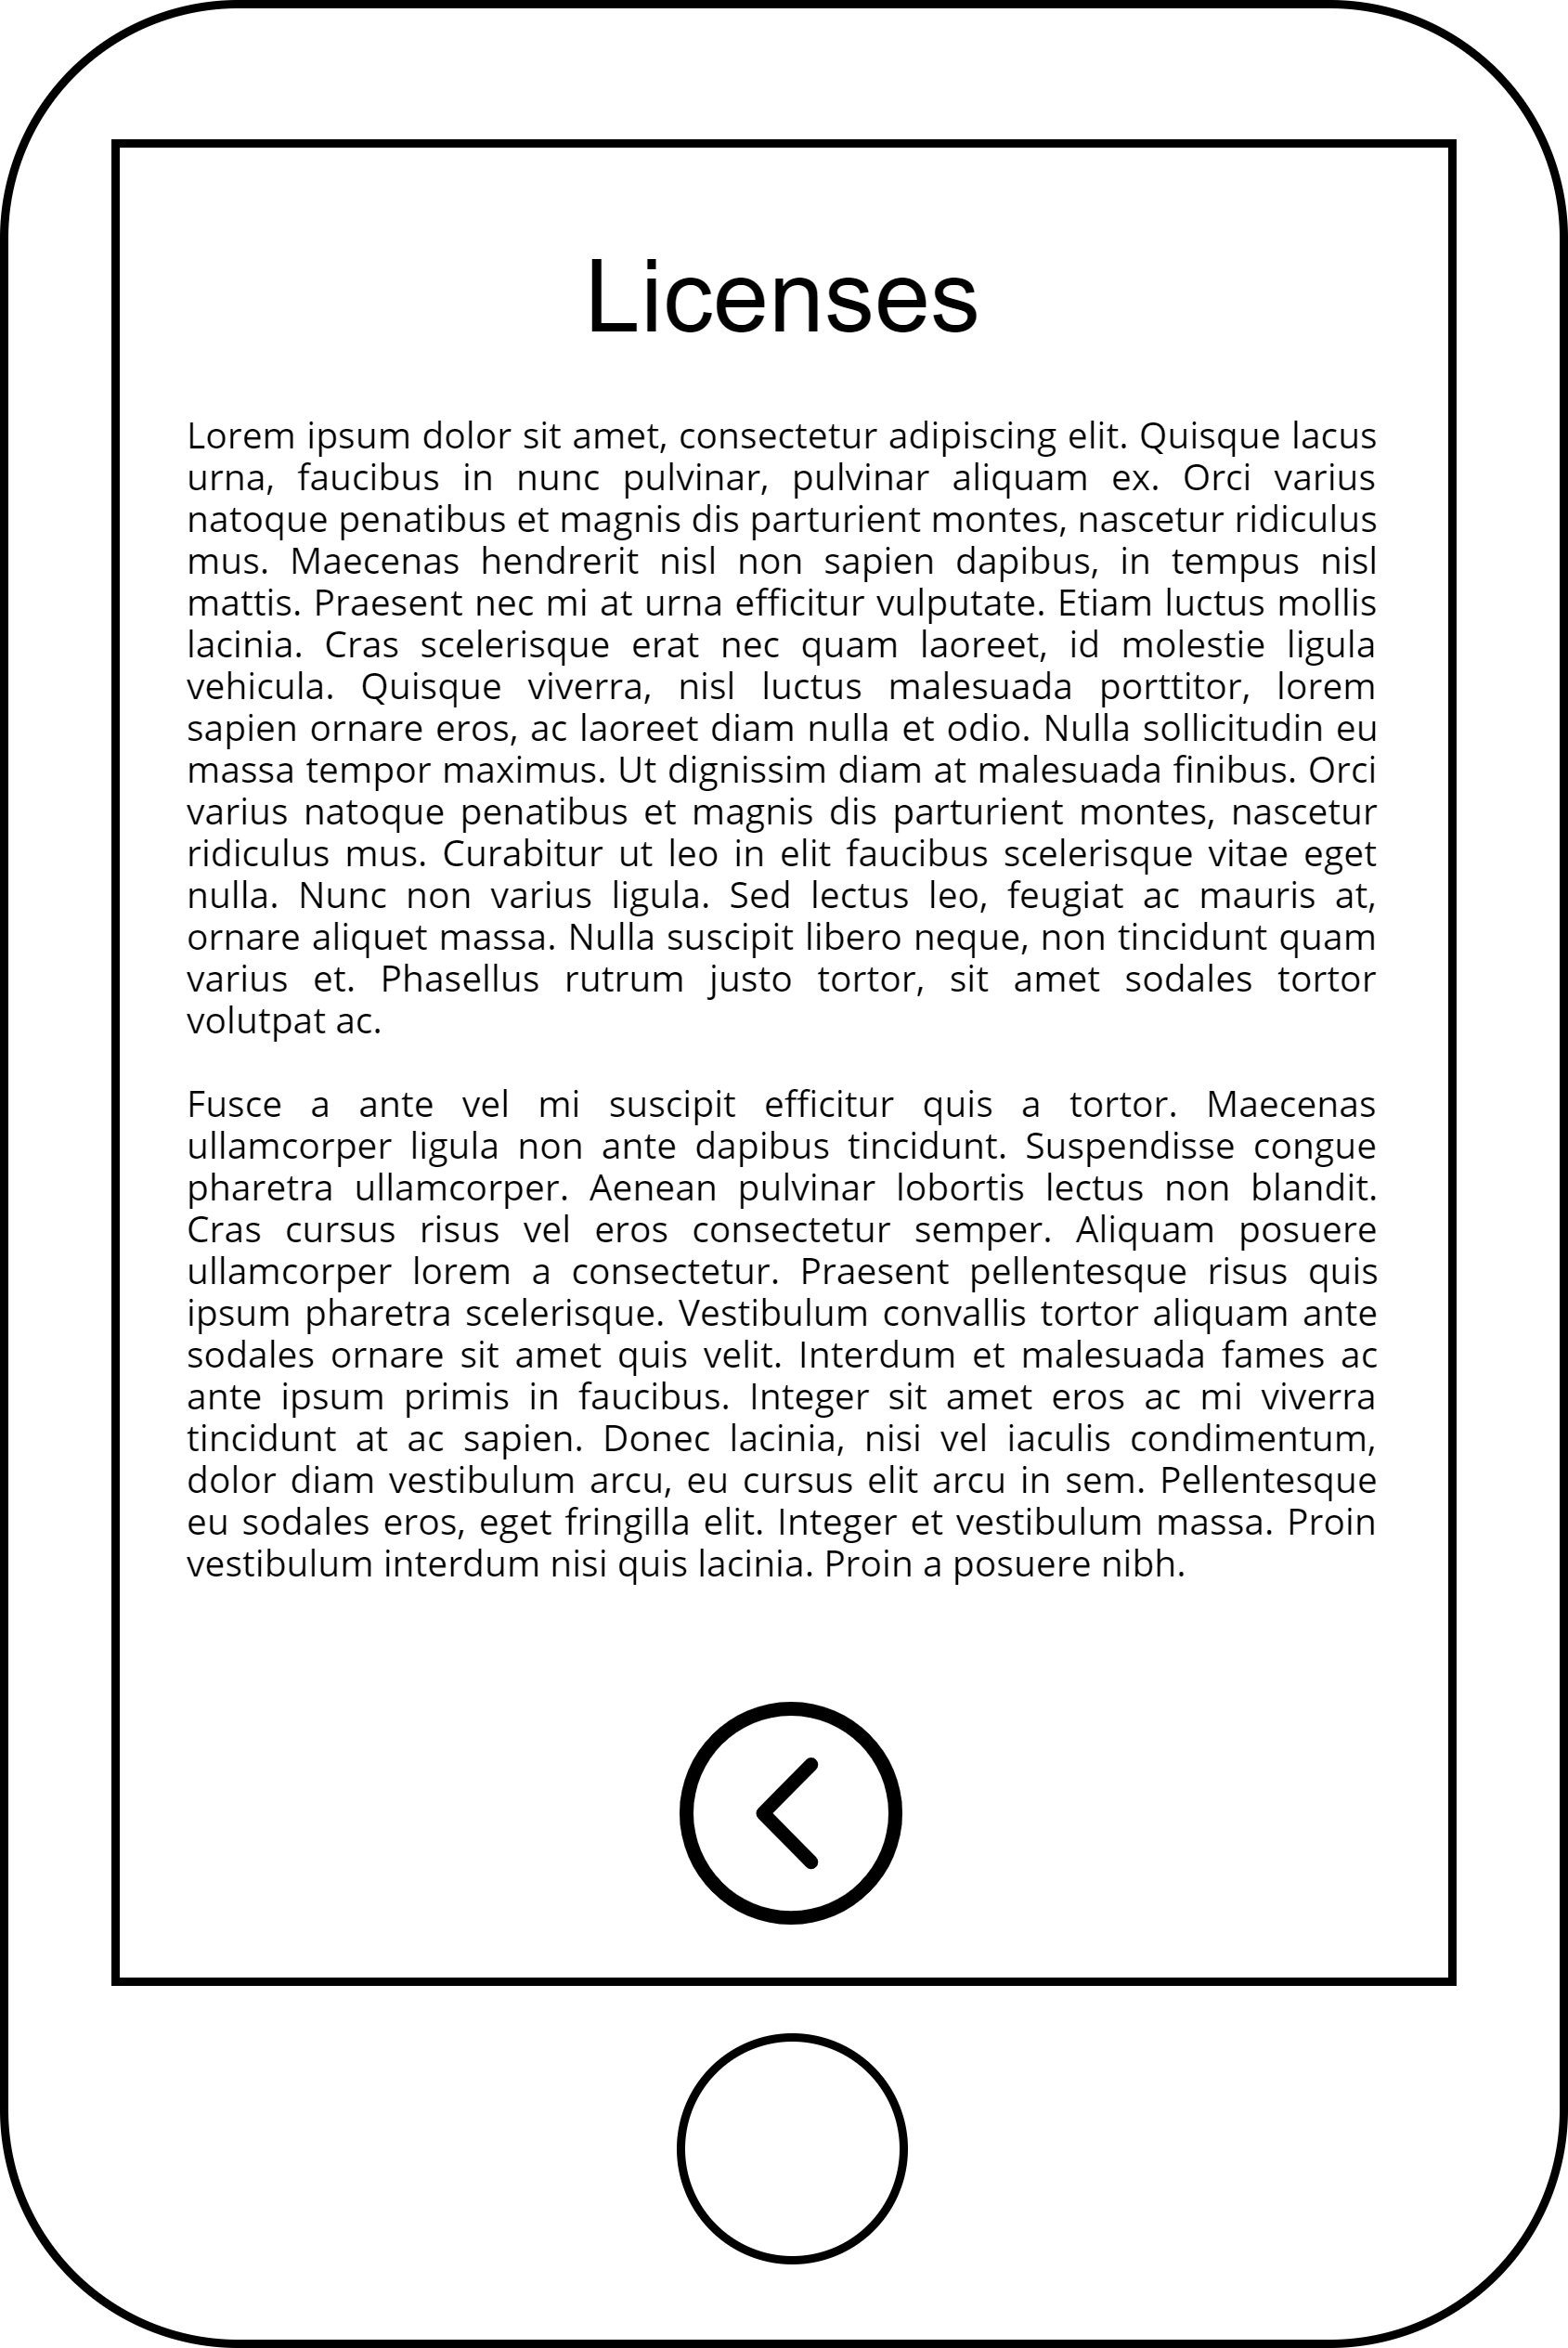 Licenses
Lorem ipsum dolor sit amet, consectetur adipiscing elit. Quisque lacus
urna, faucibus in nunc pulvinar, pulvinar aliquam ex. Orci varius
natoque penatibus et magnis dis parturient montes, nascetur ridiculus
mus. Maecenas hendrerit nisl non sapien dapibus, in tempus nisl
mattis. Praesent nec mi at urna efficitur vulputate. Etiam luctus mollis
lacinia. Cras scelerisque erat nec quam laoreet, id molestie ligula
vehicula. Quisque viverra, nisl luctus malesuada porttitor, lorem
sapien ornare eros, ac laoreet diam nulla et odio. Nulla sollicitudin eu
massa tempor maximus. Ut dignissim diam at malesuada finibus. Orci
varius natoque penatibus et magnis dis parturient montes, nascetur
ridiculus mus. Curabitur ut leo in elit faucibus scelerisque vitae eget
nulla. Nunc non varius ligula. Sed lectus leo, feugiat ac mauris at,
ornare aliquet massa. Nulla suscipit libero neque, non tincidunt quam
varius et. Phasellus rutrum justo tortor, sit amet sodales tortor
volutpat ac.
Fusce a ante vel mi suscipit efficitur quis a tortor. Maecenas
ullamcorper ligula non ante dapibus tincidunt. Suspendisse congue
pharetra ullamcorper. Aenean pulvinar lobortis lectus non blandit.
Cras cursus risus vel eros consectetur semper. Aliquam posuere
ullamcorper lorem a consectetur. Praesent pellentesque risus quis
ipsum pharetra scelerisque. Vestibulum convallis tortor aliquam ante
sodales ornare sit amet quis velit. Interdum et malesuada fames ac
ante ipsum primis in faucibus. Integer sit amet eros ac mi viverra
tincidunt at ac sapien. Donec lacinia, nisi vel iaculis condimentum,
dolor diam vestibulum arcu, eu cursus elit arcu in sem. Pellentesque
eu sodales eros, eget fringilla elit. Integer et vestibulum massa. Proin
vestibulum interdum nisi quis lacinia. Proin a posuere nibh.